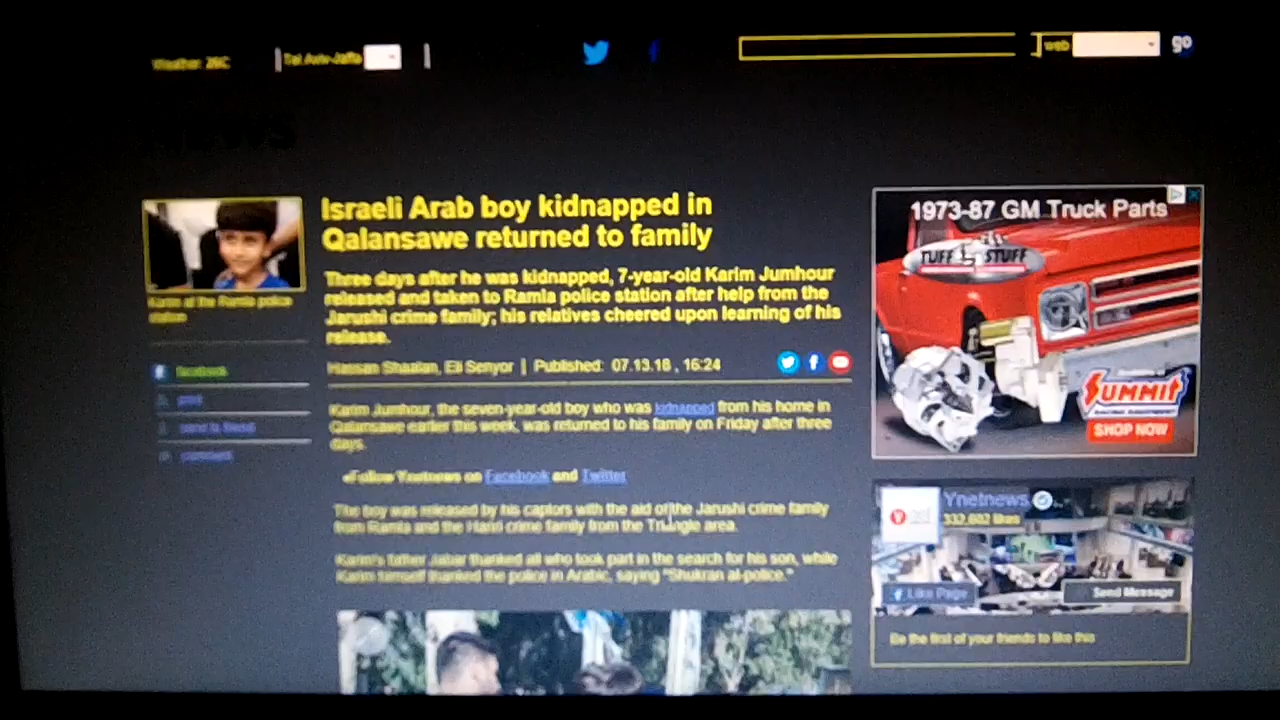 Weather 26C
Tel Aviv-Jaffa
web
go
news
Israeli Arab boy kidnapped in
Qalansawe returned to family
Three days after he was kidnapped, 7-year-old Karim Jumhour
released and taken to Ramla police station after help from the
Jarushi crime family; his relatives cheered upon learning of his
release.
Hassan Shaalan, Eli Senyor | Published: 07.13.18 , 16:24
Karim at the Ramla police
station
facebook
print
send to friend
comment
Karim Jumhour, the seven-year-old boy who was kidnapped from his home in
Qalansawe earlier this week, was returned to his family on Friday after three
days.
Follow Ynetnews on Facebook and Twitter
The boy was released by his captors with the aid of the Jarushi crime family
from Ramla and the Hariri crime family from the Triangle area.
Karim's father Jabar thanked all who took part in the search for his son, while
Karim himself thanked the police in Arabic, saying "Shukran al-police."
1973-87 GM Truck Parts
TUFF STUFF
SUMMIT
SHOP NOW
Ynetnews
332,602 likes
Like Page
Send Message
Be the first of your friends to like this